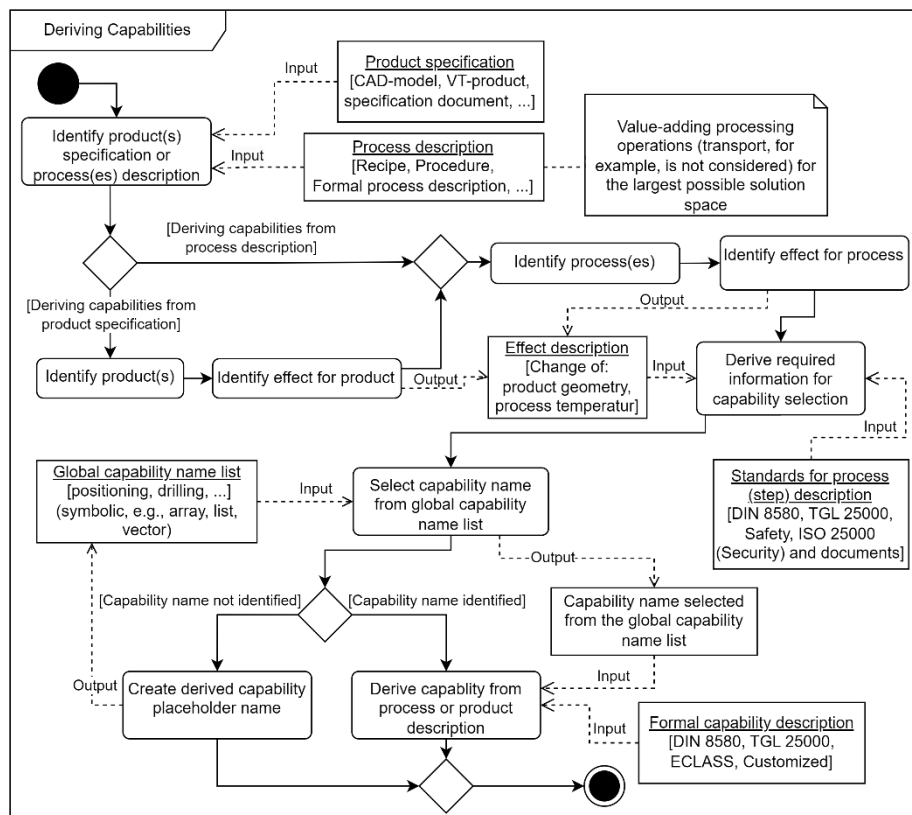 Deriving Capabilities
Input
Product specification
[CAD-model, VT-product,
specification document, ...]
Identify product(s)
specification or
process(es) description
Input
Process description
[Recipe, Procedure,
Formal process description, ...]
Value-adding processing
operations (transport, for
example, is not considered) for
the largest possible solution
space
[Deriving capabilities from
process description]
Identify process(es)
Identify effect for process
[Deriving capabilities from
product specification]
Output
Identify product(s)
Identify effect for product
Output
Effect description
[Change of:
product geometry,
process temperatur]
Input
Derive required
information for
capability selection
Input
Global capability name list
[positioning, drilling, ...]
(symbolic, e.g., array, list,
vector)
Input
Select capability name
from global capability
name list
Standards for process
(step) description
[DIN 8580, TGL 25000,
Safety, ISO 25000
(Security) and documents]
Output
[Capability name not identified]
[Capability name identified]
Capability name selected
from the global capability
name list
Output
Create derived capability
placeholder name
Derive capablity from
process or product
description
Input
Input
Formal capability description
[DIN 8580, TGL 25000,
ECLASS, Customized]